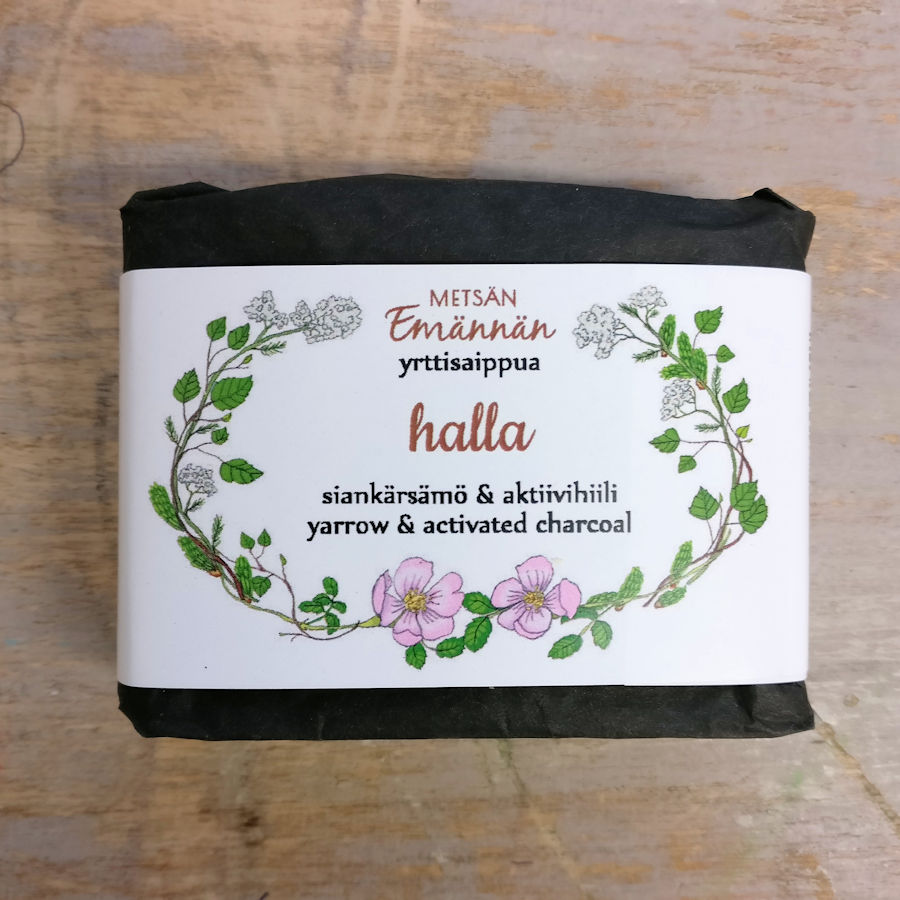 METSÄN
Emännän
yrttisaippua
halla
siankärsämö & aktiivihiili
yarrow & activated charcoal